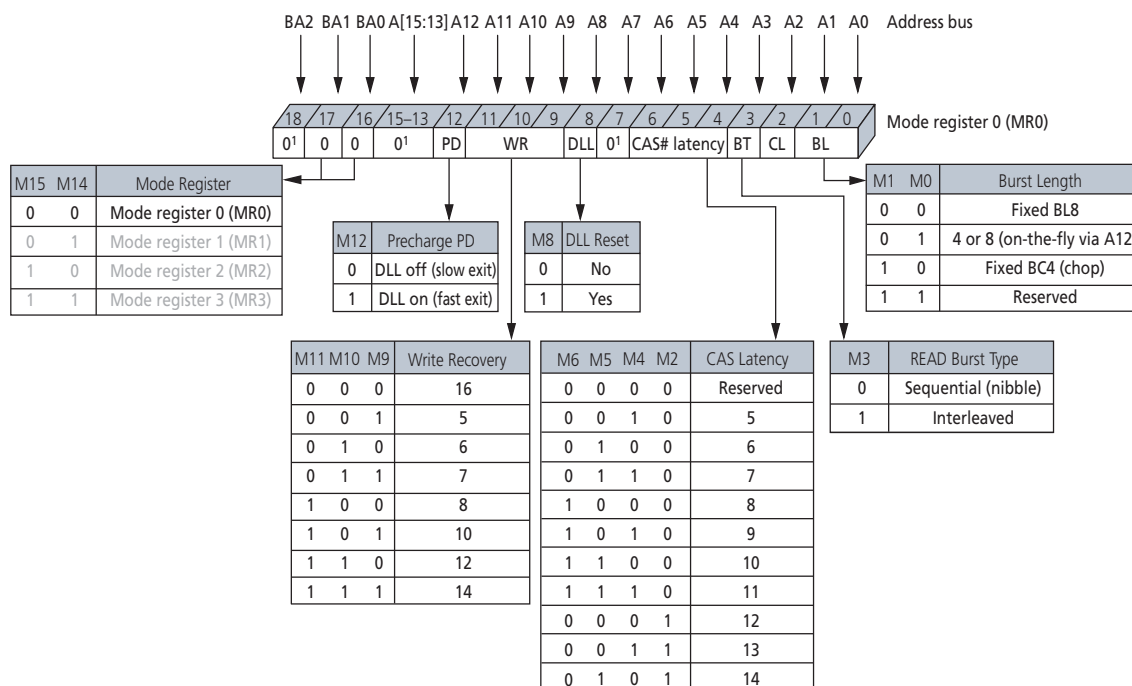 BA2 BA1 BA0 A[15:13] A12 A11 A10 A9 A8 A7 A6 A5 A4 A3 A2 A1 A0 Address bus
18 17 16 15–13 12 11 10 9 8 7 6 5 4 3 2 1 0 Mode register 0 (MR0)
0¹ 0 0 0¹ PD WR DLL 0¹ CAS# latency BT CL BL
M15 M14 Mode Register
0 0 Mode register 0 (MR0)
0 1 Mode register 1 (MR1)
1 0 Mode register 2 (MR2)
1 1 Mode register 3 (MR3)
M12 Precharge PD
0 DLL off (slow exit)
1 DLL on (fast exit)
M8 DLL Reset
0 No
1 Yes
M1 M0 Burst Length
0 0 Fixed BL8
0 1 4 or 8 (on-the-fly via A12
1 0 Fixed BC4 (chop)
1 1 Reserved
M11 M10 M9 Write Recovery
0 0 0 16
0 0 1 5
0 1 0 6
0 1 1 7
1 0 0 8
1 0 1 10
1 1 0 12
1 1 1 14
M6 M5 M4 M2 CAS Latency
0 0 0 0 Reserved
0 0 1 0 5
0 1 0 0 6
0 1 1 0 7
1 0 0 0 8
1 0 1 0 9
1 1 0 0 10
1 1 1 0 11
0 0 0 1 12
0 0 1 1 13
0 1 0 1 14
M3 READ Burst Type
0 Sequential (nibble)
1 Interleaved